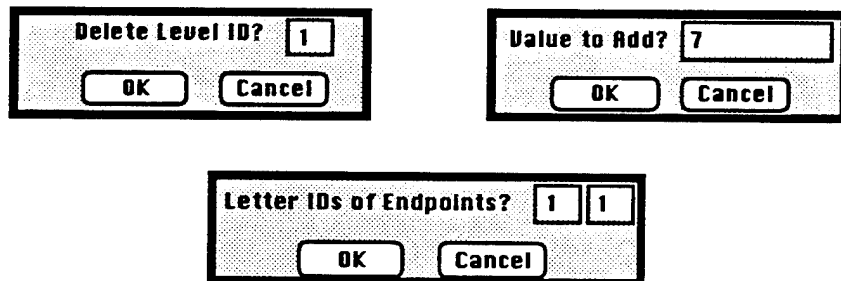 Delete Level ID? 1
OK Cancel
Value to Add? 7
OK Cancel
Letter IDs of Endpoints? 1 1
OK Cancel